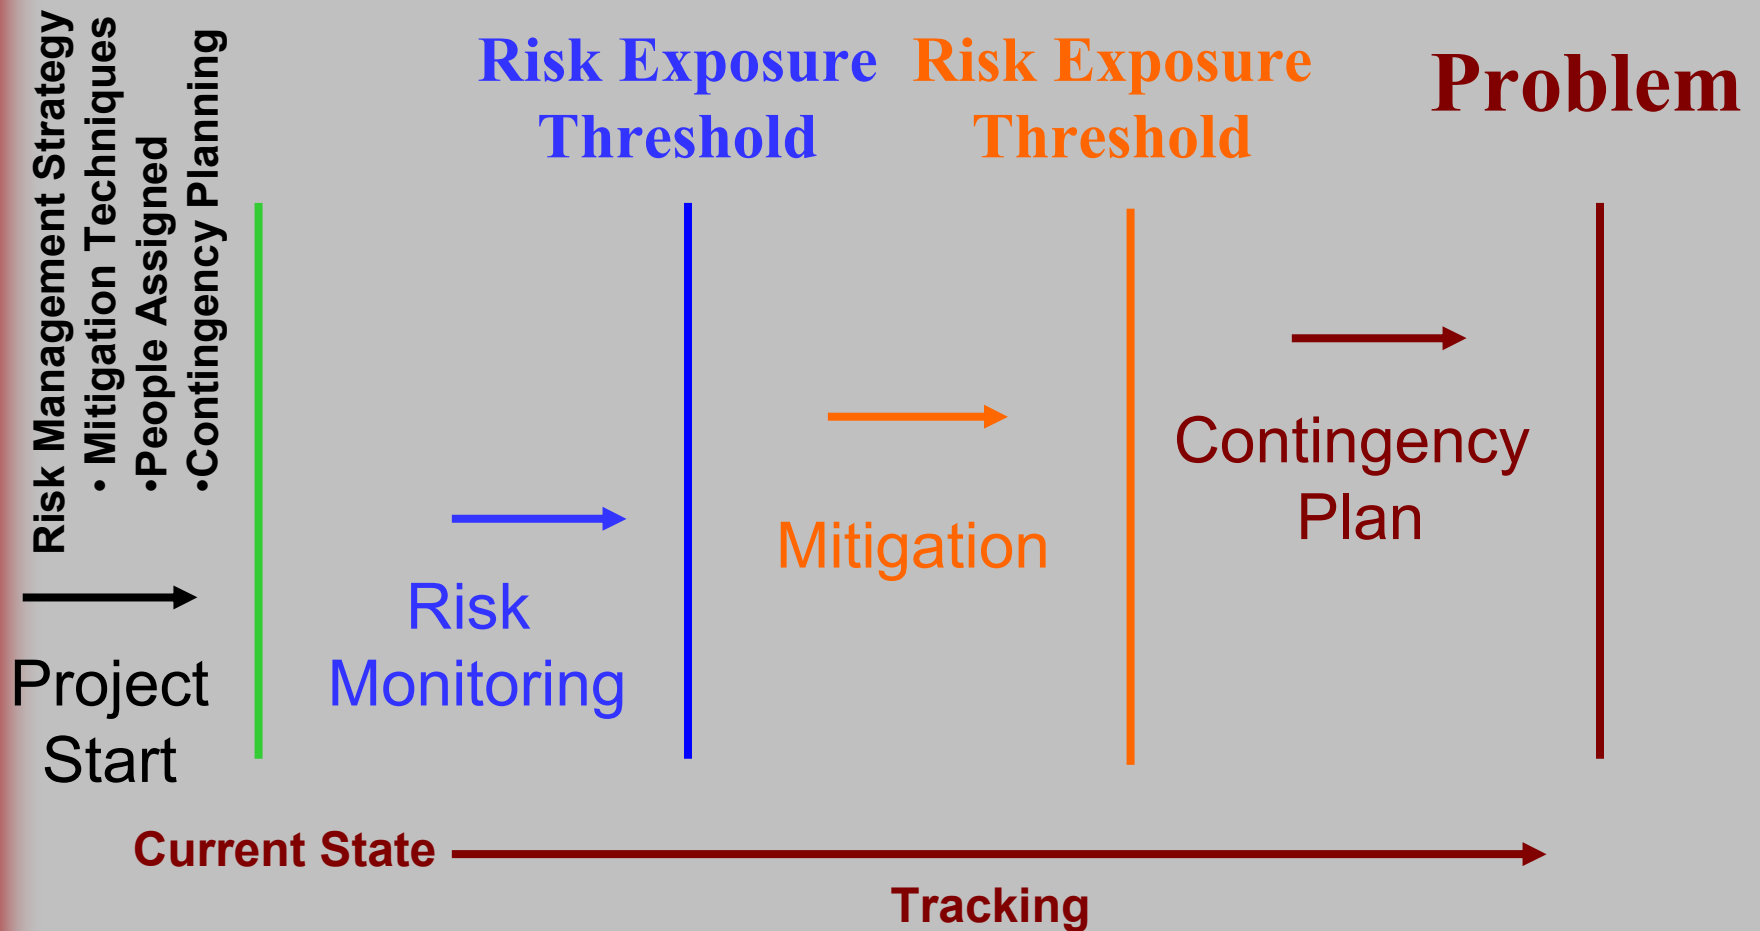 Risk Management Strategy
• Mitigation Techniques
•People Assigned
•Contingency Planning
Risk Exposure
Threshold
Risk Exposure
Threshold
Problem
Project
Start
Risk
Monitoring
Mitigation
Contingency
Plan
Current State
Tracking